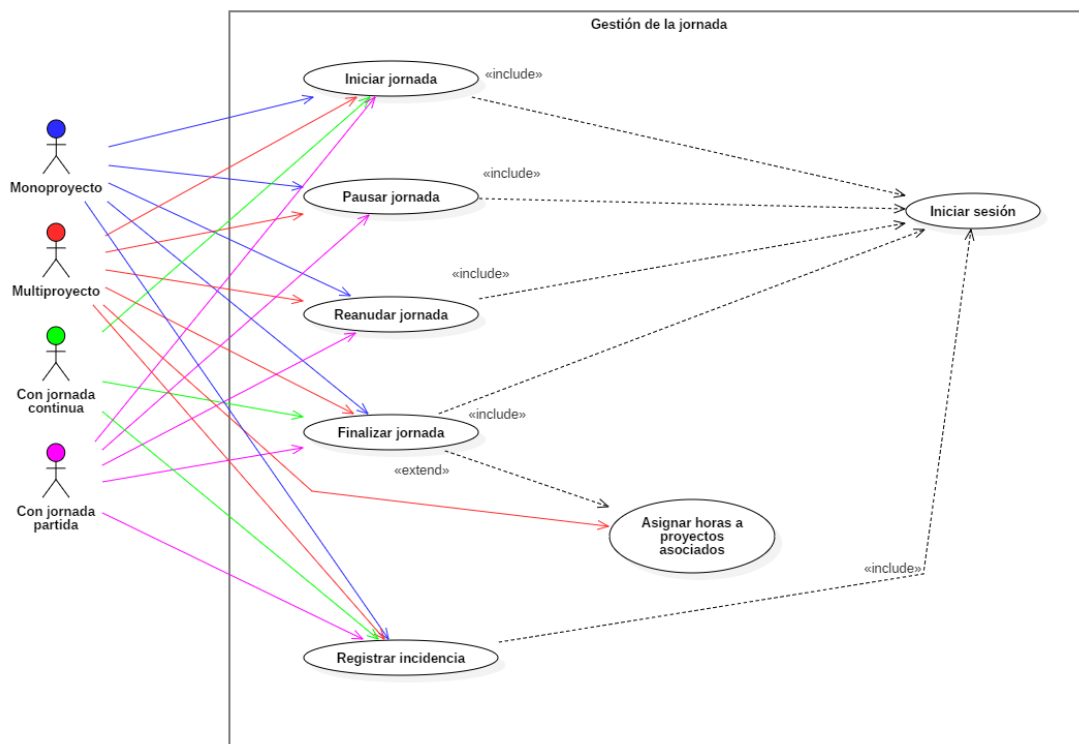 Gestión de la jornada
Iniciar jornada
«include»
Monoproyecto
Pausar jornada
«include»
Iniciar sesión
Multiproyecto
«include»
Reanudar jornada
Con jornada
continua
«include»
Finalizar jornada
«extend»
Con jornada
partida
Asignar horas a
proyectos
asociados
«include»
Registrar incidencia